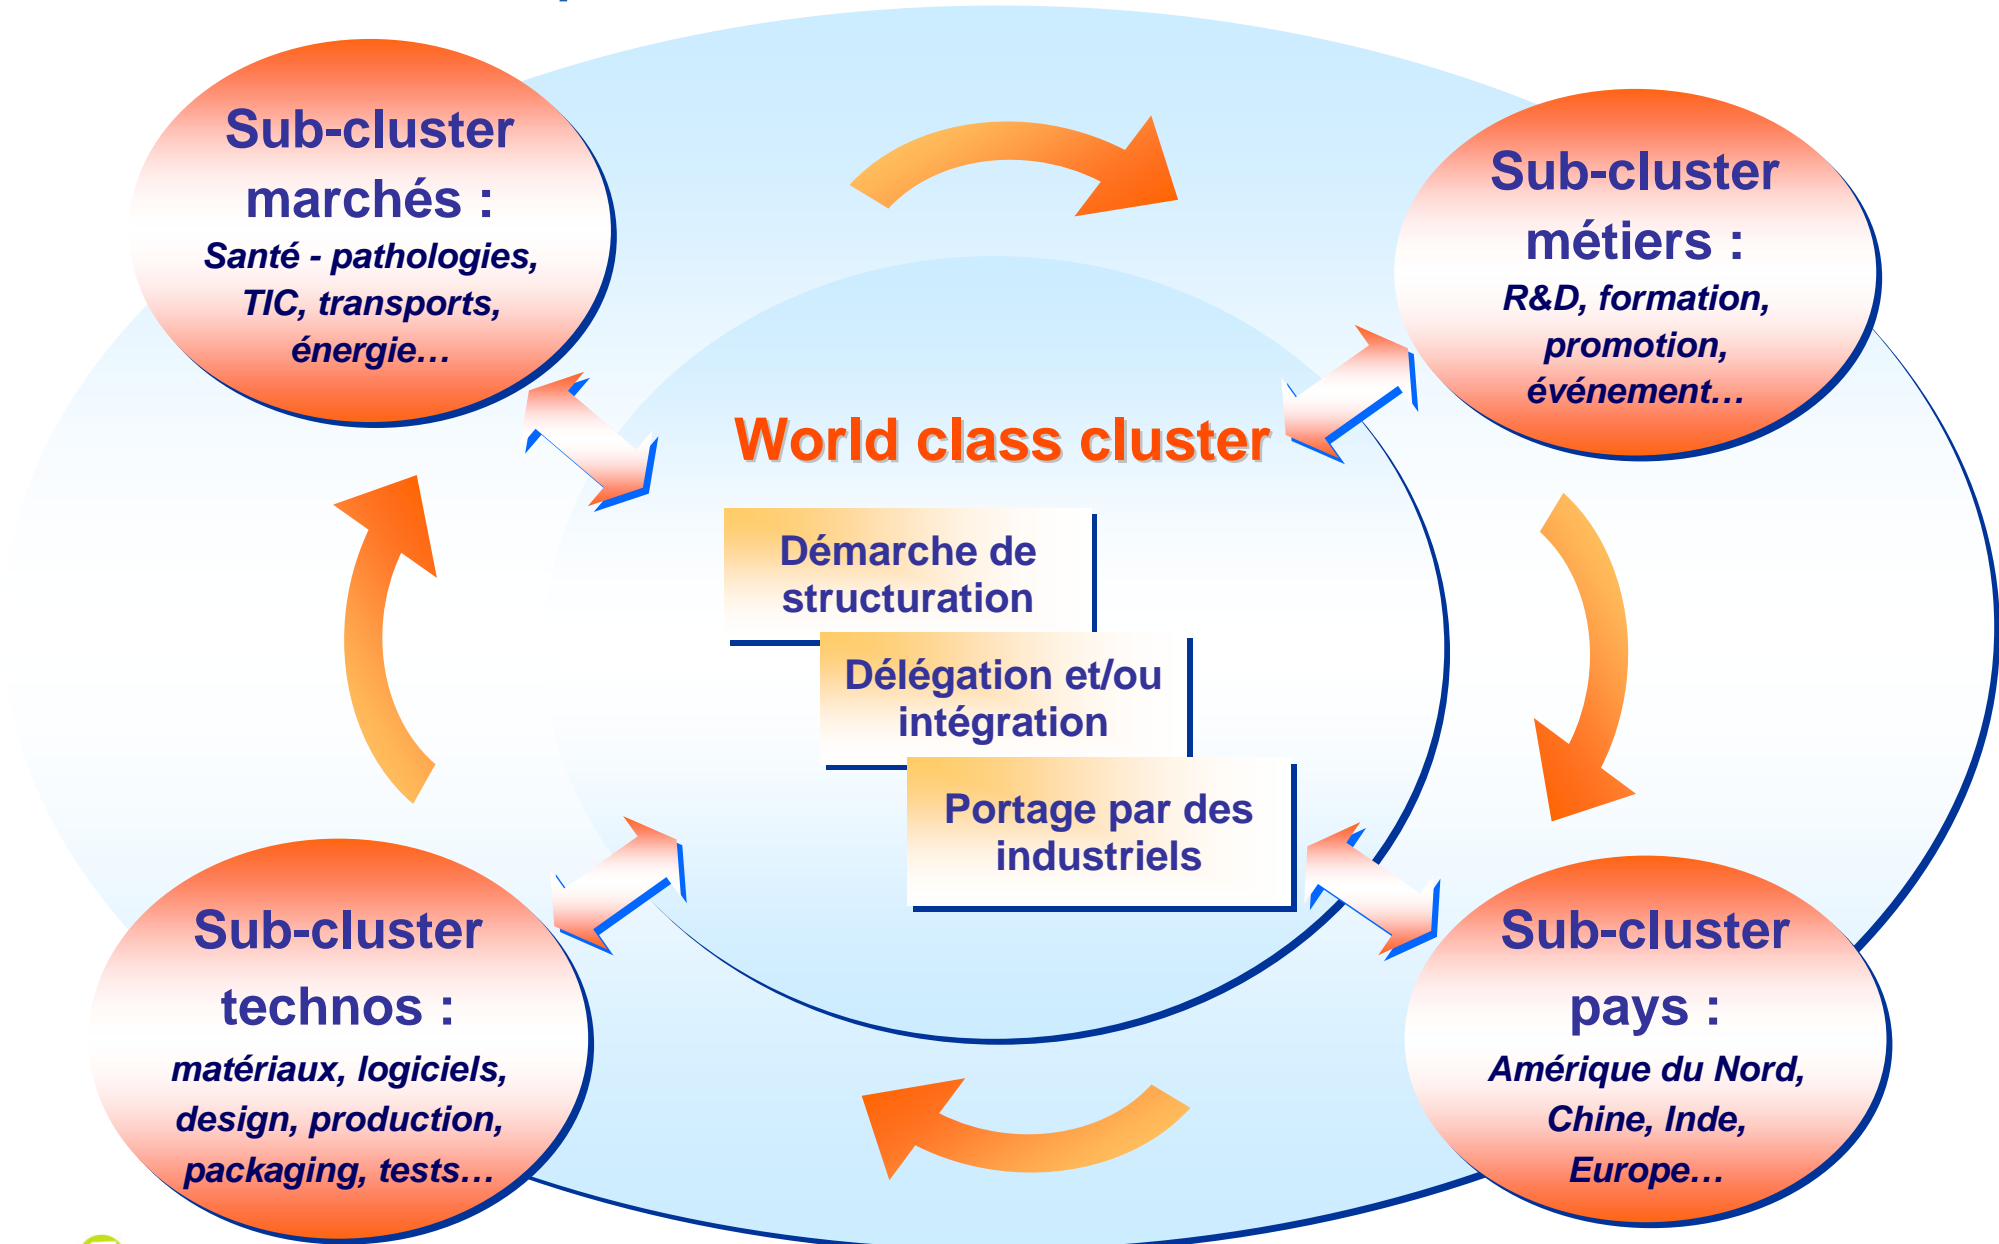 Sub-cluster
marchés :
Santé - pathologies,
TIC, transports,
énergie…
Sub-cluster
métiers :
R&D, formation,
promotion,
événement…
World class cluster
Démarche de
structuration
Délégation et/ou
intégration
Portage par des
industriels
Sub-cluster
technos :
matériaux, logiciels,
design, production,
packaging, tests…
Sub-cluster
pays :
Amérique du Nord,
Chine, Inde,
Europe…